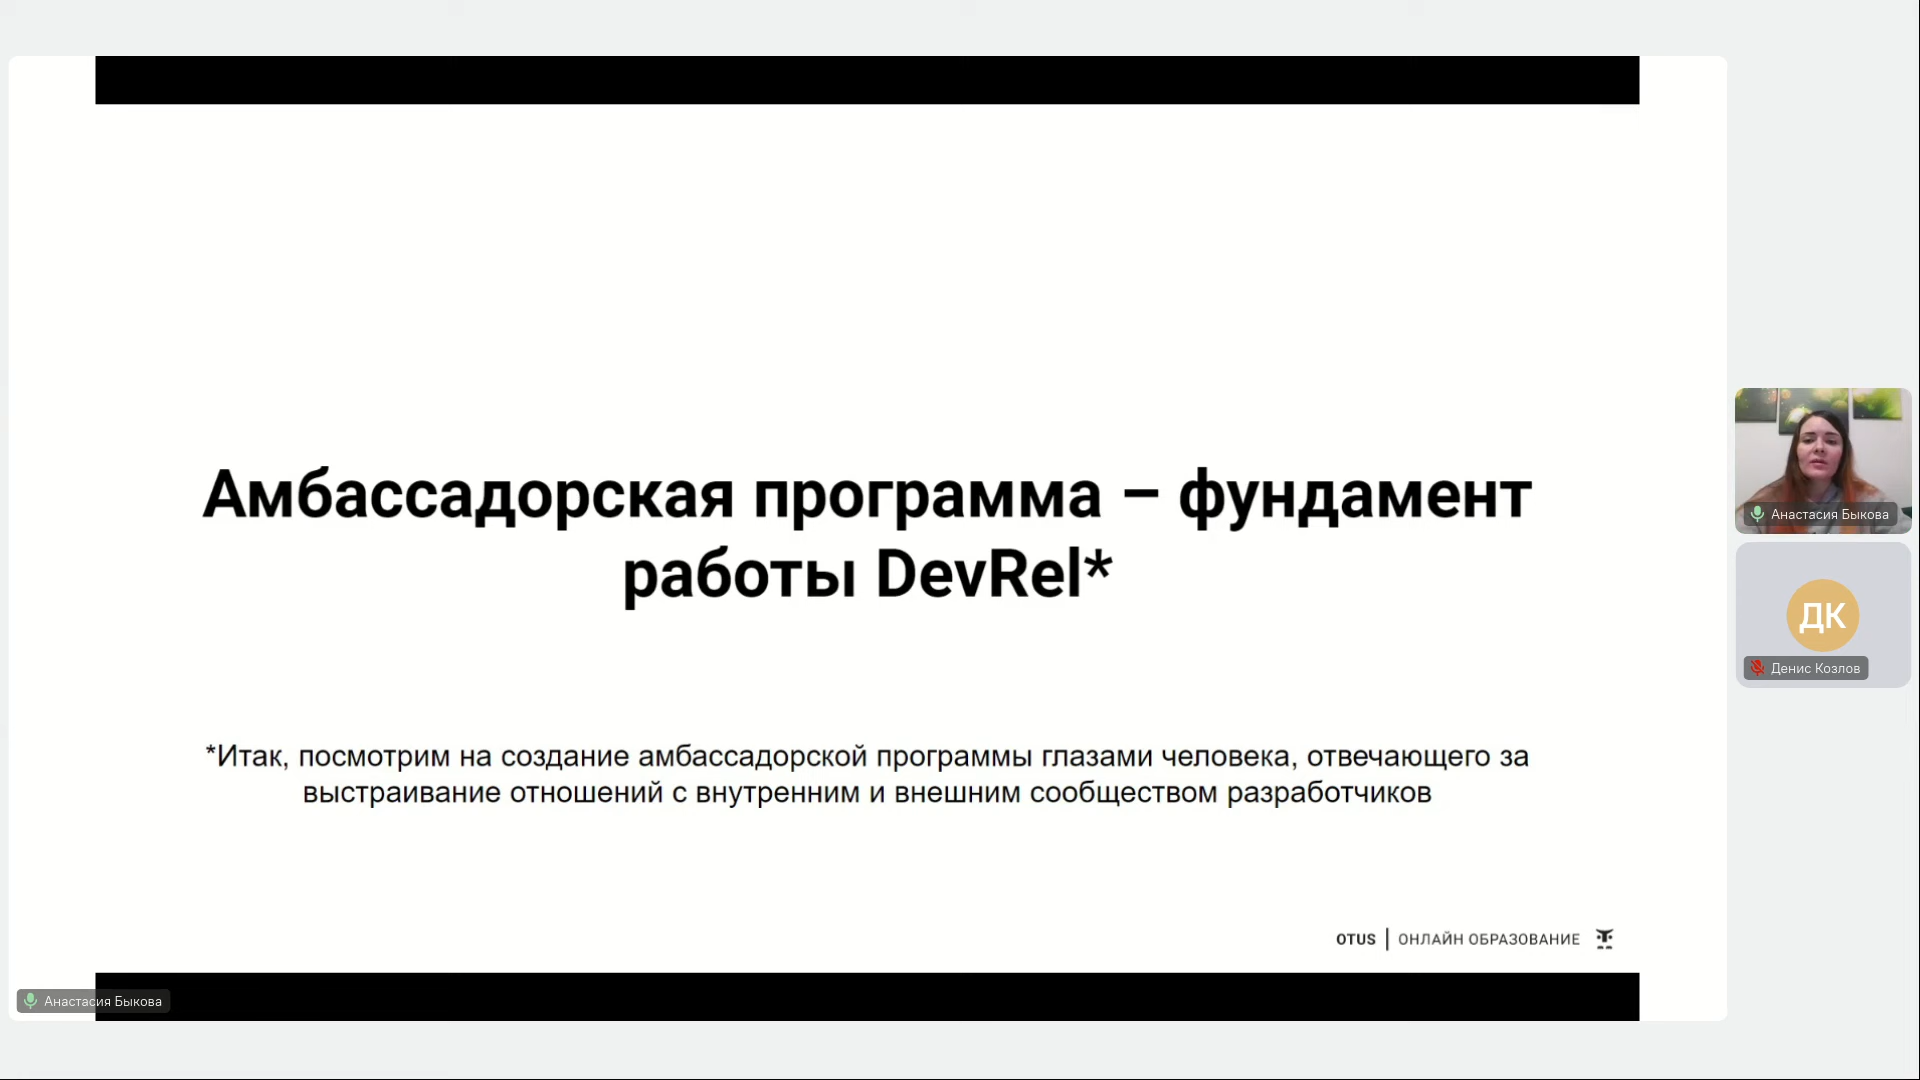 Амбассадорская программа – фундамент
работы DevRel*
*Итак, посмотрим на создание амбассадорской программы глазами человека, отвечающего за
выстраивание отношений с внутренним и внешним сообществом разработчиков
OTUS | ОНЛАЙН ОБРАЗОВАНИЕ
Анастасия Быкова
Анастасия Быкова
ДК
Денис Козлов